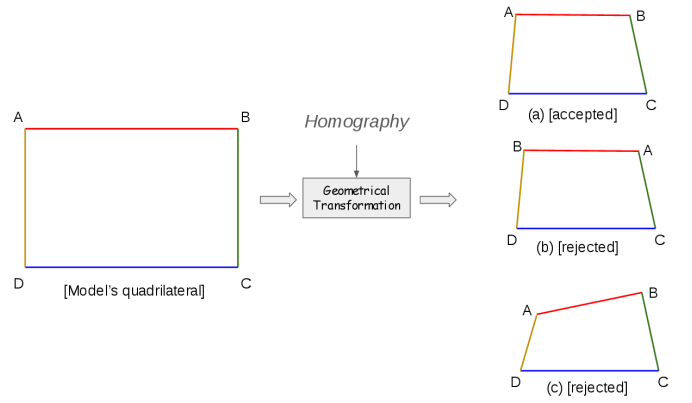 A B
D C
[Model's quadrilateral]
Homography
Geometrical
Transformation
A B
D C
(a) [accepted]
B A
D C
(b) [rejected]
A B
D C
(c) [rejected]